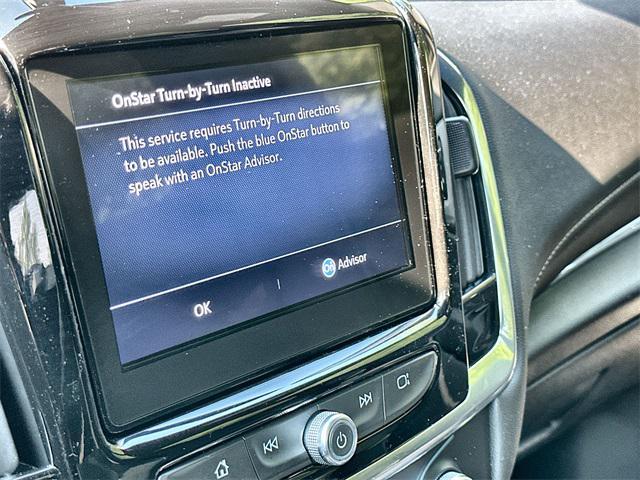 OnStar Turn-by-Turn Inactive
This service requires Turn-by-Turn directions
to be available. Push the blue OnStar button to
speak with an OnStar Advisor.
OK
On Advisor